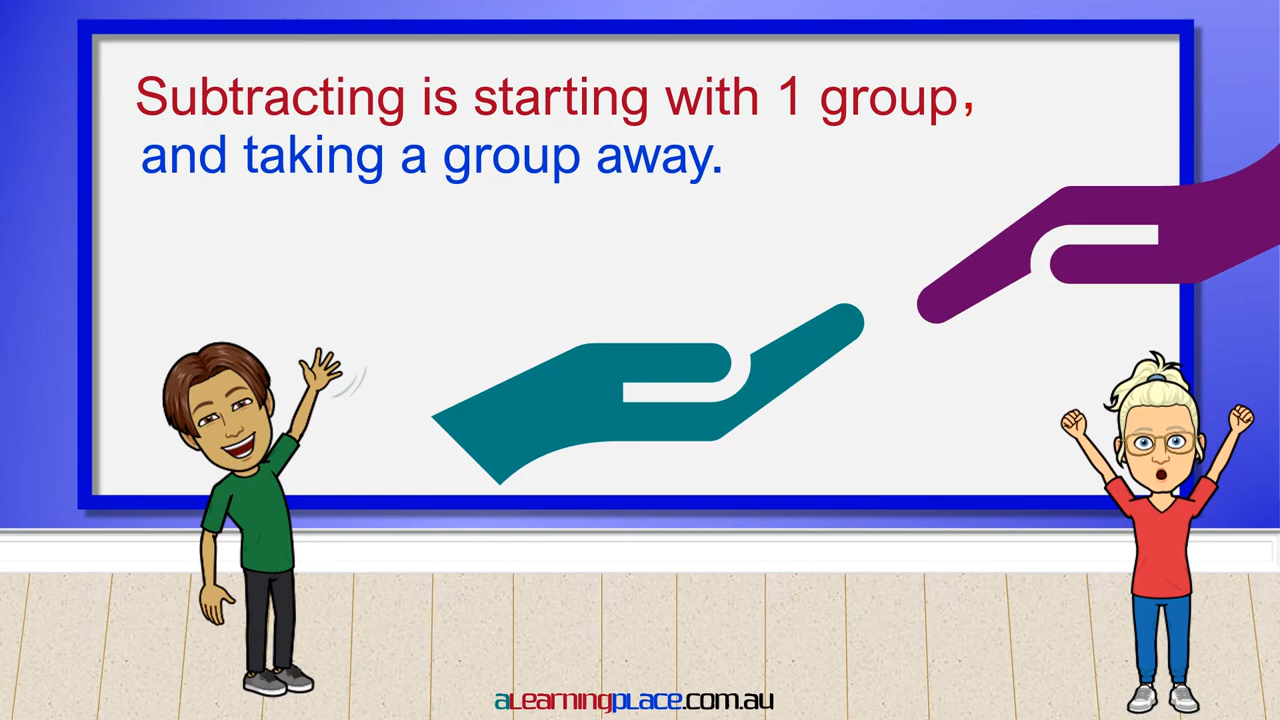 Subtracting is starting with 1 group,
and taking a group away.
aLearningplace.com.au